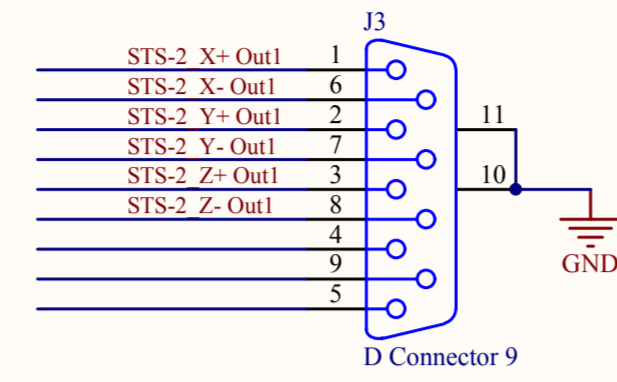 J3
STS-2_X+ Out1 1
STS-2_X- Out1 6
STS-2_Y+ Out1 2 11
STS-2_Y- Out1 7
STS-2_Z+ Out1 3 10
STS-2_Z- Out1 8
4
GND
9
5
D Connector 9